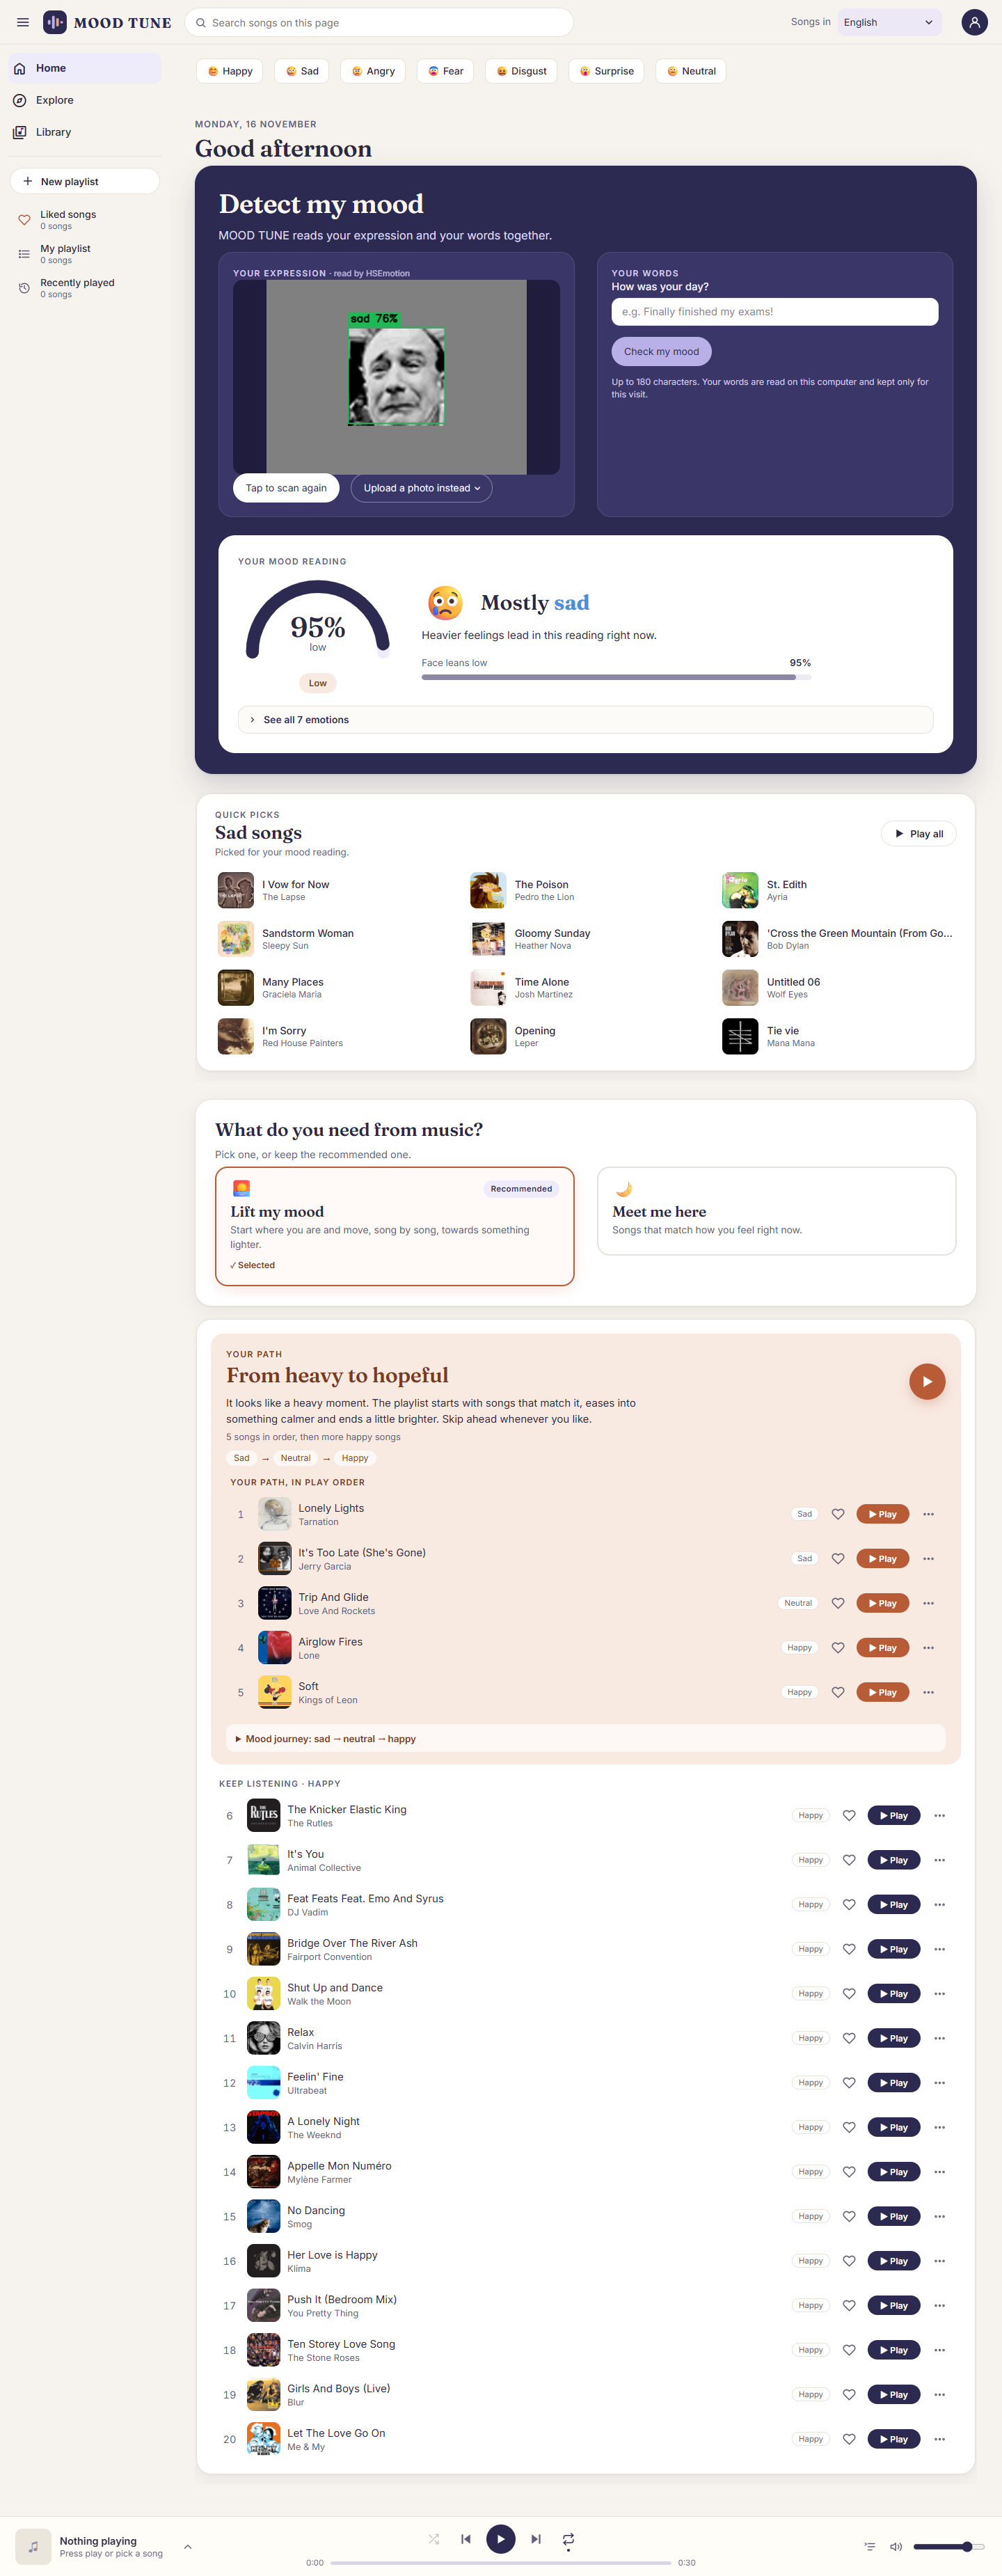 MOOD TUNE
Search songs on this page
Songs in
English
Home
Explore
Library
New playlist
Liked songs
0 songs
My playlist
0 songs
Recently played
0 songs
Happy
Sad
Angry
Fear
Disgust
Surprise
Neutral
MONDAY, 16 NOVEMBER
Good afternoon
Detect my mood
MOOD TUNE reads your expression and your words together.
YOUR EXPRESSION · read by HSEmotion
sad 76%
Tap to scan again
Upload a photo instead
YOUR WORDS
How was your day?
e.g. Finally finished my exams!
Check my mood
Up to 180 characters. Your words are read on this computer and kept only for
this visit.
YOUR MOOD READING
95%
low
Low
Mostly sad
Heavier feelings lead in this reading right now.
Face leans low
95%
See all 7 emotions
QUICK PICKS
Sad songs
Picked for your mood reading.
Play all
I Vow for Now
The Lapse
The Poison
Pedro the Lion
St. Edith
Ayria
Sandstorm Woman
Sleepy Sun
Gloomy Sunday
Heather Nova
'Cross the Green Mountain (From Go...
Bob Dylan
Many Places
Graciela Maria
Time Alone
Josh Martinez
Untitled 06
Wolf Eyes
I'm Sorry
Red House Painters
Opening
Leper
Tie vie
Mana Mana
What do you need from music?
Pick one, or keep the recommended one.
Recommended
Lift my mood
Start where you are and move, song by song, towards something
lighter.
✓ Selected
Meet me here
Songs that match how you feel right now.
YOUR PATH
From heavy to hopeful
It looks like a heavy moment. The playlist starts with songs that match it, eases into
something calmer and ends a little brighter. Skip ahead whenever you like.
5 songs in order, then more happy songs
Sad → Neutral → Happy
YOUR PATH, IN PLAY ORDER
1
Lonely Lights
Tarnation
Sad
Play
2
It's Too Late (She's Gone)
Jerry Garcia
Sad
Play
3
Trip And Glide
Love And Rockets
Neutral
Play
4
Airglow Fires
Lone
Happy
Play
5
Soft
Kings of Leon
Happy
Play
Mood journey: sad → neutral → happy
KEEP LISTENING · HAPPY
6
The Knicker Elastic King
The Rutles
Happy
Play
7
It's You
Animal Collective
Happy
Play
8
Feat Feats Feat. Emo And Syrus
DJ Vadim
Happy
Play
9
Bridge Over The River Ash
Fairport Convention
Happy
Play
10
Shut Up and Dance
Walk the Moon
Happy
Play
11
Relax
Calvin Harris
Happy
Play
12
Feelin' Fine
Ultrabeat
Happy
Play
13
A Lonely Night
The Weeknd
Happy
Play
14
Appelle Mon Numéro
Mylène Farmer
Happy
Play
15
No Dancing
Smog
Happy
Play
16
Her Love is Happy
Klima
Happy
Play
17
Push It (Bedroom Mix)
You Pretty Thing
Happy
Play
18
Ten Storey Love Song
The Stone Roses
Happy
Play
19
Girls And Boys (Live)
Blur
Happy
Play
20
Let The Love Go On
Me & My
Happy
Play
Nothing playing
Press play or pick a song
0:00
0:30